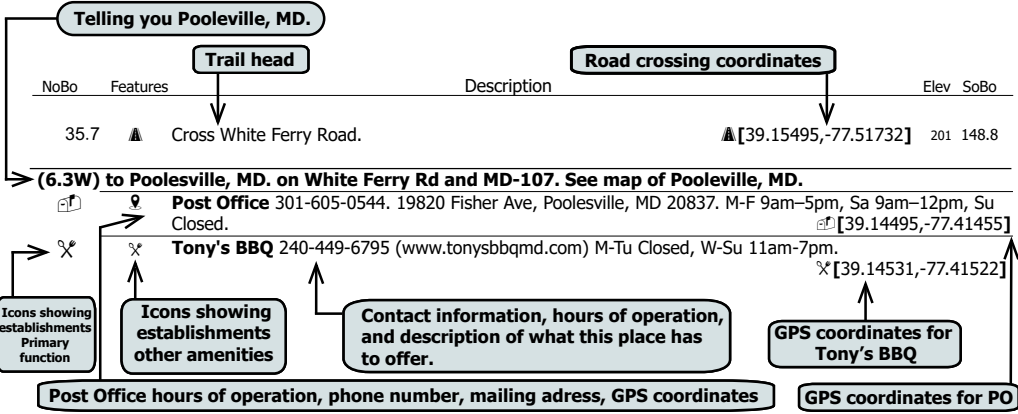 Telling you Pooleville, MD.
Trail head
Road crossing coordinates
NoBo Features Description Elev SoBo
35.7 Cross White Ferry Road. [39.15495,-77.51732] 201 148.8
(6.3W) to Poolesville, MD. on White Ferry Rd and MD-107. See map of Pooleville, MD.
Post Office 301-605-0544. 19820 Fisher Ave, Poolesville, MD 20837. M-F 9am–5pm, Sa 9am–12pm, Su
Closed. [39.14495,-77.41455]
Tony's BBQ 240-449-6795 (www.tonysbbqmd.com) M-Tu Closed, W-Su 11am-7pm.
[39.14531,-77.41522]
Icons showing
establishments
Primary
function
Icons showing
establishments
other amenities
Contact information, hours of operation,
and description of what this place has
to offer.
GPS coordinates for
Tony's BBQ
Post Office hours of operation, phone number, mailing adress, GPS coordinates
GPS coordinates for PO